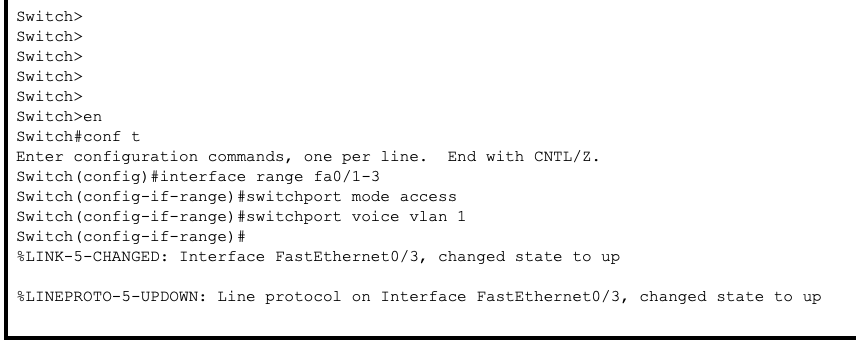 Switch>
Switch>
Switch>
Switch>
Switch>
Switch>en
Switch#conf t
Enter configuration commands, one per line.  End with CNTL/Z.
Switch(config)#interface range fa0/1-3
Switch(config-if-range)#switchport mode access
Switch(config-if-range)#switchport voice vlan 1
Switch(config-if-range)#
%LINK-5-CHANGED: Interface FastEthernet0/3, changed state to up
%LINEPROTO-5-UPDOWN: Line protocol on Interface FastEthernet0/3, changed state to up